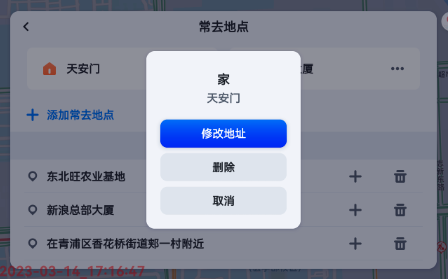 常去地点
天安门
厦
•••
家
天安门
修改地址
删除
取消
添加常去地点
东北旺农业基地
新浪总部大厦
在青浦区香花桥街道郏一村附近
2023-03-14_17:16:47